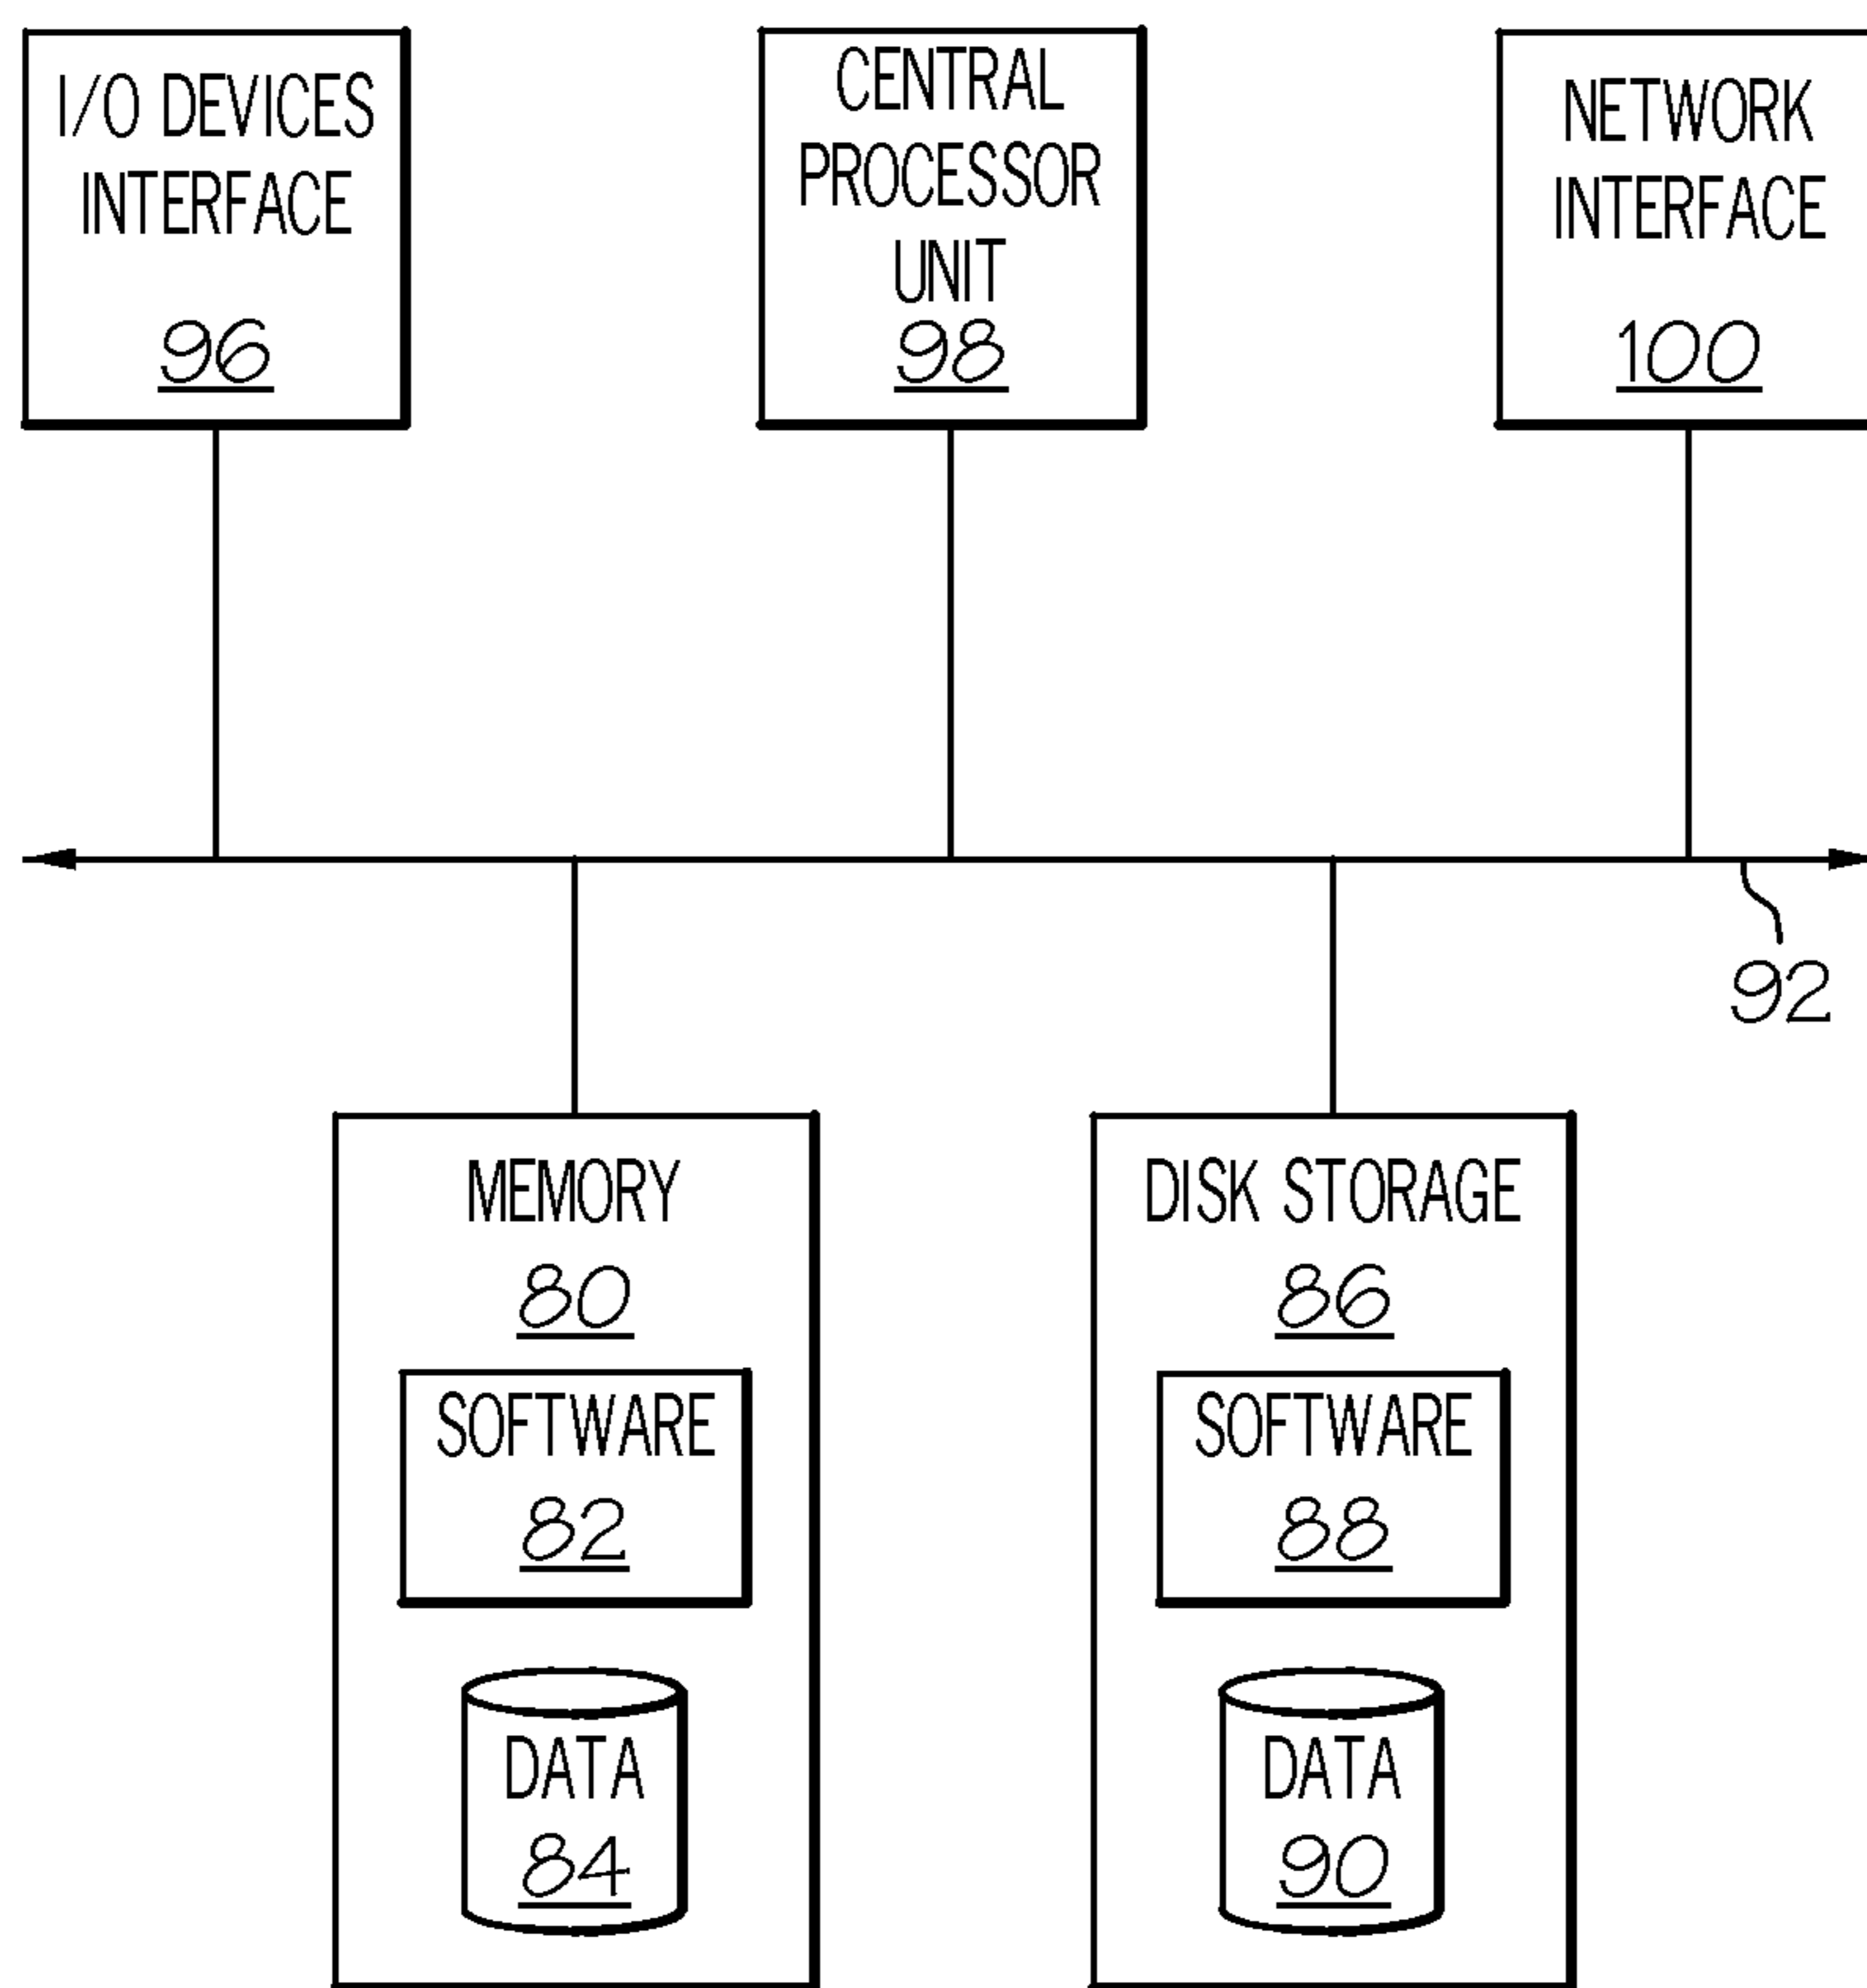 I/O DEVICES
INTERFACE
96
CENTRAL
PROCESSOR
UNIT
98
NETWORK
INTERFACE
100
92
MEMORY
80
SOFTWARE
82
DATA
84
DISK STORAGE
86
SOFTWARE
88
DATA
90